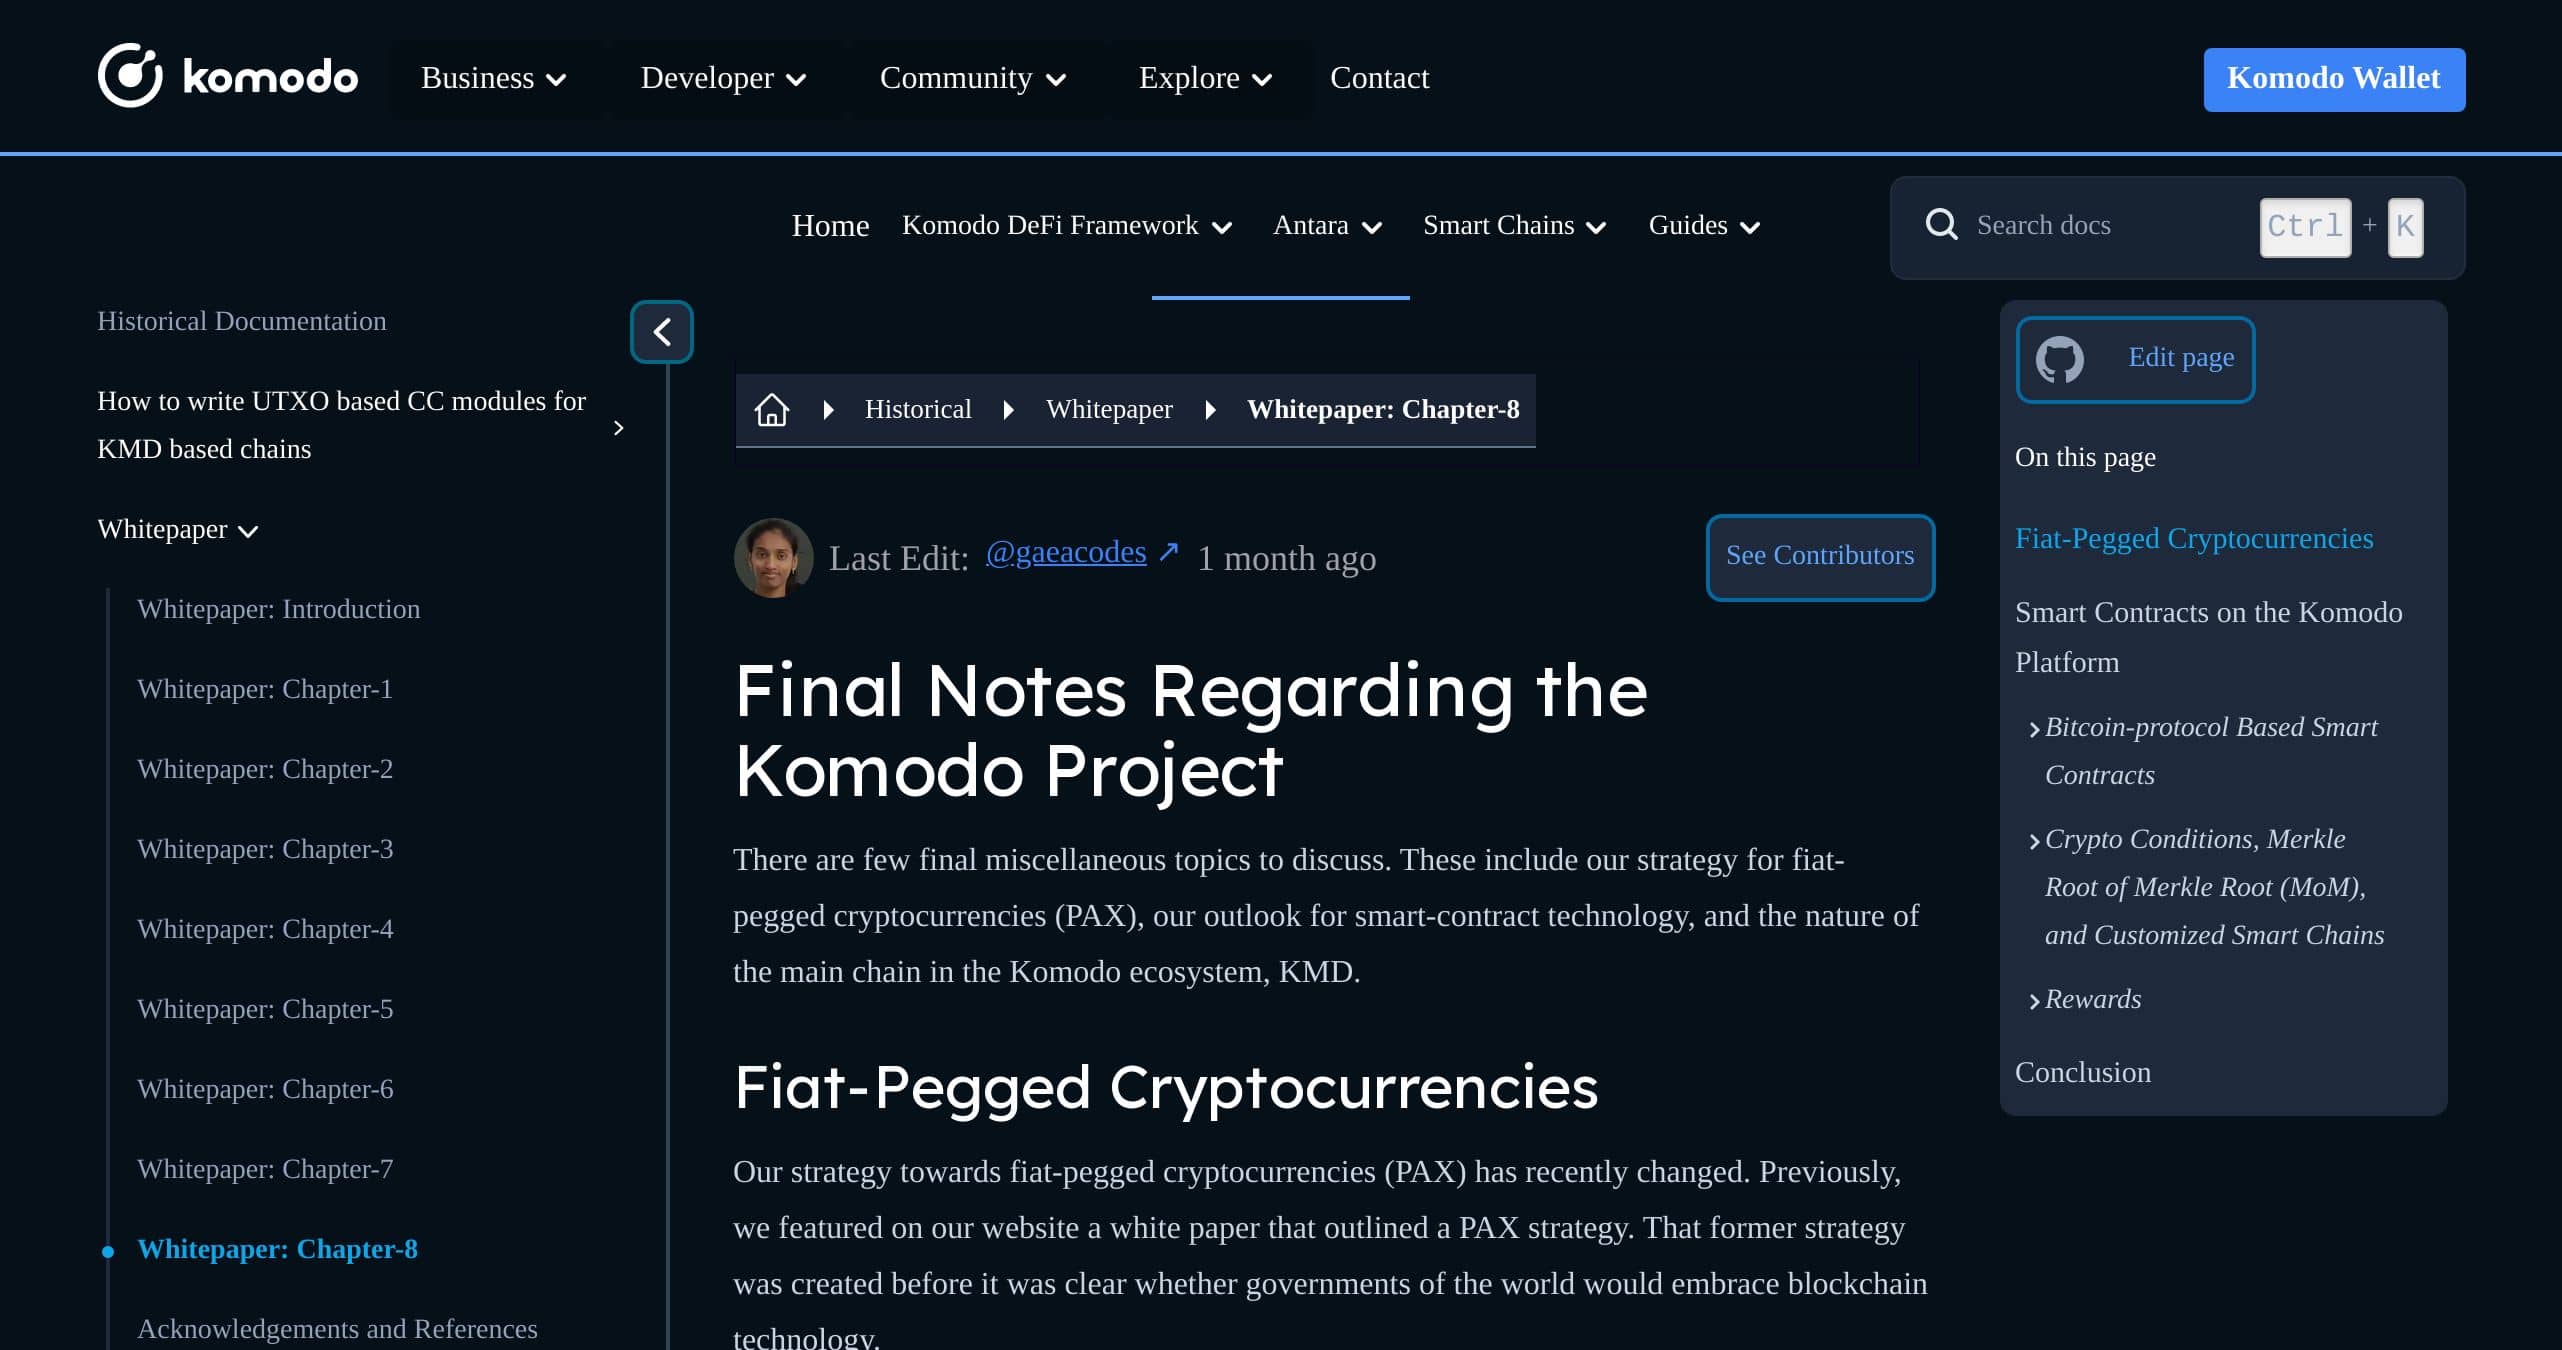 komodo
Business
Developer
Community
Explore
Contact
Komodo Wallet
Home
Komodo DeFi Framework
Antara
Smart Chains
Guides
Search docs
Ctrl + K
Historical Documentation
How to write UTXO based CC modules for
KMD based chains
Whitepaper
Whitepaper: Introduction
Whitepaper: Chapter-1
Whitepaper: Chapter-2
Whitepaper: Chapter-3
Whitepaper: Chapter-4
Whitepaper: Chapter-5
Whitepaper: Chapter-6
Whitepaper: Chapter-7
Whitepaper: Chapter-8
Acknowledgements and References
Historical
Whitepaper
Whitepaper: Chapter-8
Last Edit: @gaeacodes ↗ 1 month ago
See Contributors
Final Notes Regarding the
Komodo Project
There are few final miscellaneous topics to discuss. These include our strategy for fiat-
pegged cryptocurrencies (PAX), our outlook for smart-contract technology, and the nature of
the main chain in the Komodo ecosystem, KMD.
Fiat-Pegged Cryptocurrencies
Our strategy towards fiat-pegged cryptocurrencies (PAX) has recently changed. Previously,
we featured on our website a white paper that outlined a PAX strategy. That former strategy
was created before it was clear whether governments of the world would embrace blockchain
technology.
Edit page
On this page
Fiat-Pegged Cryptocurrencies
Smart Contracts on the Komodo
Platform
Bitcoin-protocol Based Smart
Contracts
Crypto Conditions, Merkle
Root of Merkle Root (MoM),
and Customized Smart Chains
Rewards
Conclusion